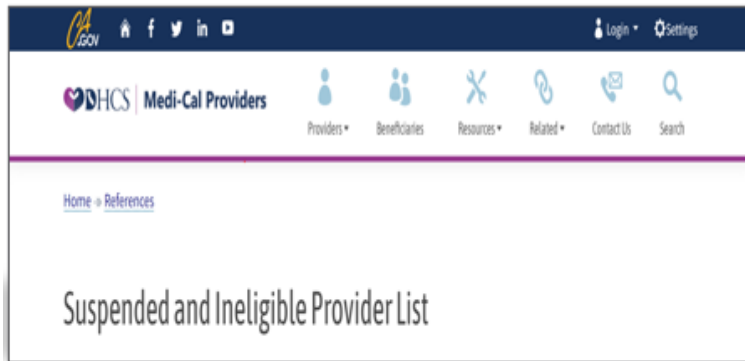 CA.GOV
Login Settings
DHCS Medi-Cal Providers
Providers Beneficiaries Resources Related Contact Us Search
Home » References
Suspended and Ineligible Provider List